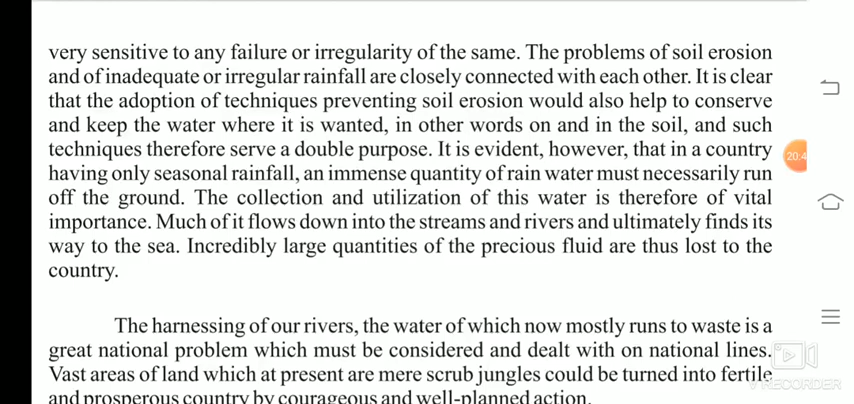 very sensitive to any failure or irregularity of the same. The problems of soil erosion
and of inadequate or irregular rainfall are closely connected with each other. It is clear
that the adoption of techniques preventing soil erosion would also help to conserve
and keep the water where it is wanted, in other words on and in the soil, and such
techniques therefore serve a double purpose. It is evident, however, that in a country
having only seasonal rainfall, an immense quantity of rain water must necessarily run
off the ground. The collection and utilization of this water is therefore of vital
importance. Much of it flows down into the streams and rivers and ultimately finds its
way to the sea. Incredibly large quantities of the precious fluid are thus lost to the
country.
The harnessing of our rivers, the water of which now mostly runs to waste is a
great national problem which must be considered and dealt with on national lines.
Vast areas of land which at present are mere scrub jungles could be turned into fertile
and prosperous country by courageous and well-planned action.
20:4
RECORDER